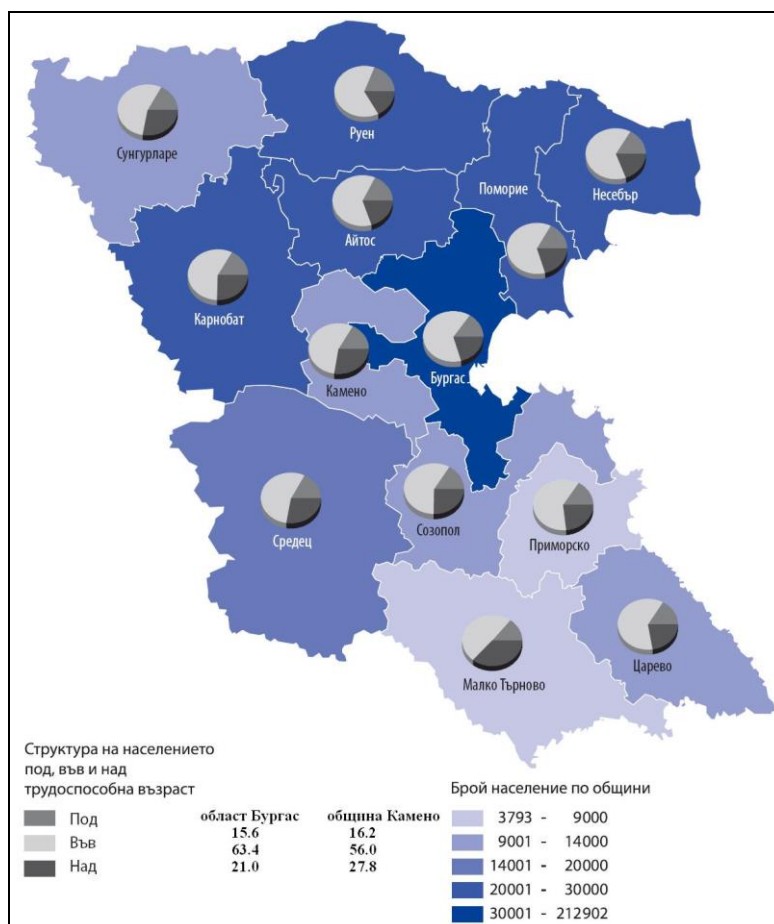 Сунгурларе
Руен
Поморие
Несебър
Айтос
Карнобат
Камено
Бургас
Средец
Созопол
Приморско
Малко Търново
Царево
Структура на населението
под, във и над
трудоспособна възраст
област Бургас община Камено
Под 15.6 16.2
Във 63.4 56.0
Над 21.0 27.8
Брой население по общини
3793 - 9000
9001 - 14000
14001 - 20000
20001 - 30000
30001 - 212902